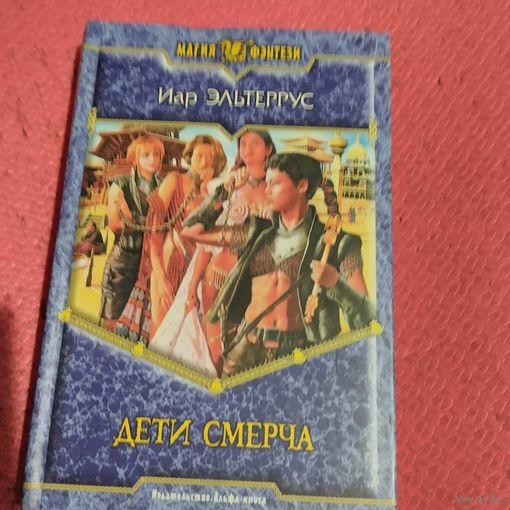 МАГИЯ ФЭНТЕЗИ
Иар ЭЛЬТЕРРУС
ДЕТИ СМЕРЧА
Издательство Альфа-книга